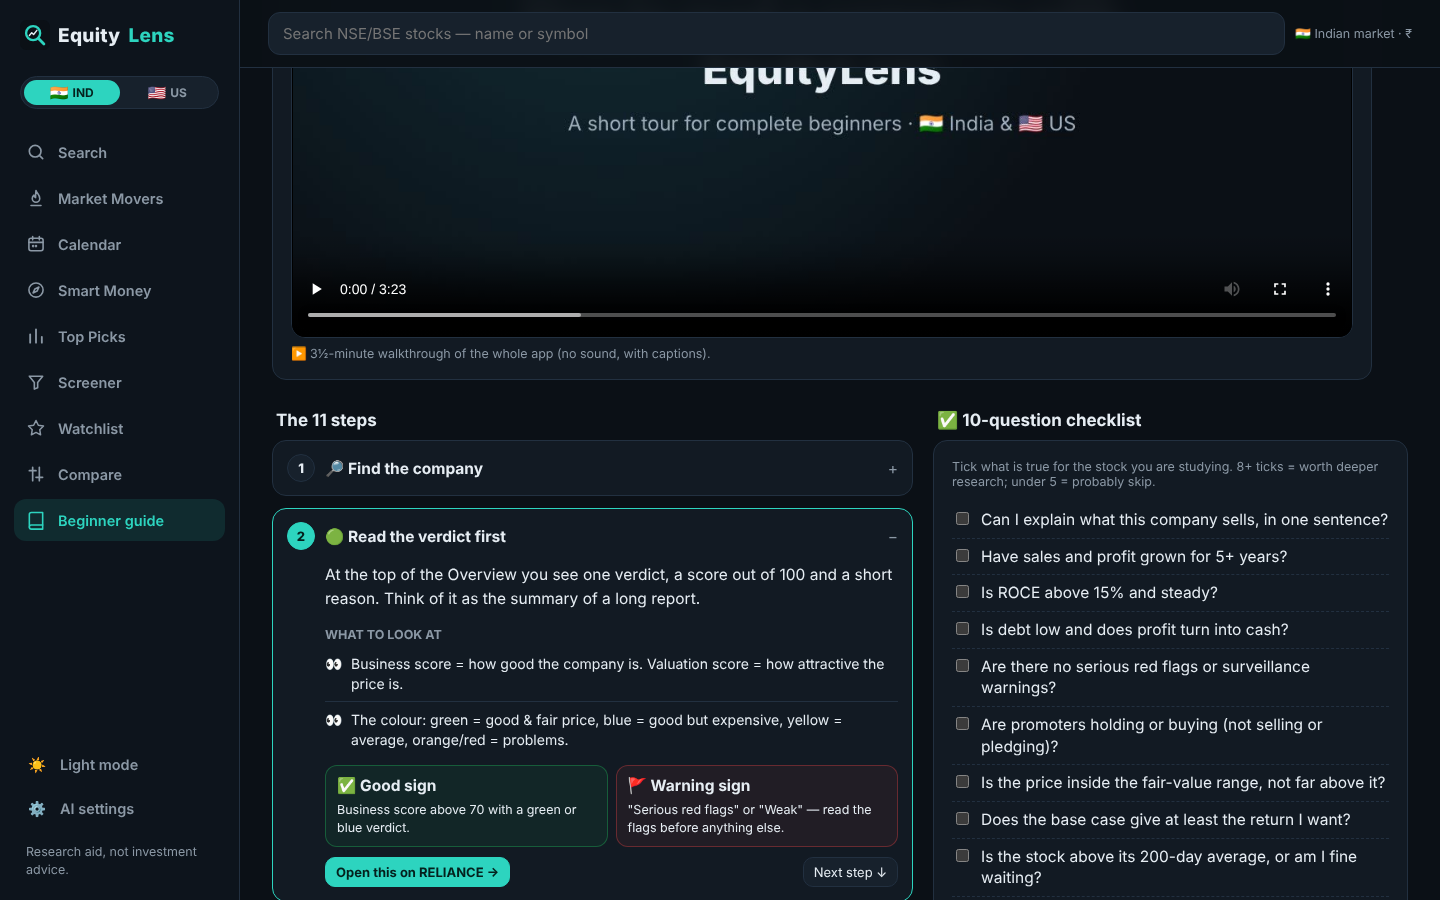 Equity Lens
Search NSE/BSE stocks — name or symbol
🇮🇳 Indian market · ₹
🇮🇳 IND
🇺🇸 US
Search
Market Movers
Calendar
Smart Money
Top Picks
Screener
Watchlist
Compare
Beginner guide
☀️ Light mode
⚙️ AI settings
Research aid, not investment
advice.
EquityLens
A short tour for complete beginners · 🇮🇳 India & 🇺🇸 US
0:00 / 3:23
▶️ 3½-minute walkthrough of the whole app (no sound, with captions).
The 11 steps
1 🔎 Find the company +
2 🟢 Read the verdict first −
At the top of the Overview you see one verdict, a score out of 100 and a short
reason. Think of it as the summary of a long report.
WHAT TO LOOK AT
👀 Business score = how good the company is. Valuation score = how attractive the
price is.
👀 The colour: green = good & fair price, blue = good but expensive, yellow =
average, orange/red = problems.
✅ Good sign
Business score above 70 with a green or
blue verdict.
🚩 Warning sign
"Serious red flags" or "Weak" — read the
flags before anything else.
Open this on RELIANCE →
Next step ↓
✅ 10-question checklist
Tick what is true for the stock you are studying. 8+ ticks = worth deeper
research; under 5 = probably skip.
Can I explain what this company sells, in one sentence?
Have sales and profit grown for 5+ years?
Is ROCE above 15% and steady?
Is debt low and does profit turn into cash?
Are there no serious red flags or surveillance
warnings?
Are promoters holding or buying (not selling or
pledging)?
Is the price inside the fair-value range, not far above it?
Does the base case give at least the return I want?
Is the stock above its 200-day average, or am I fine
waiting?